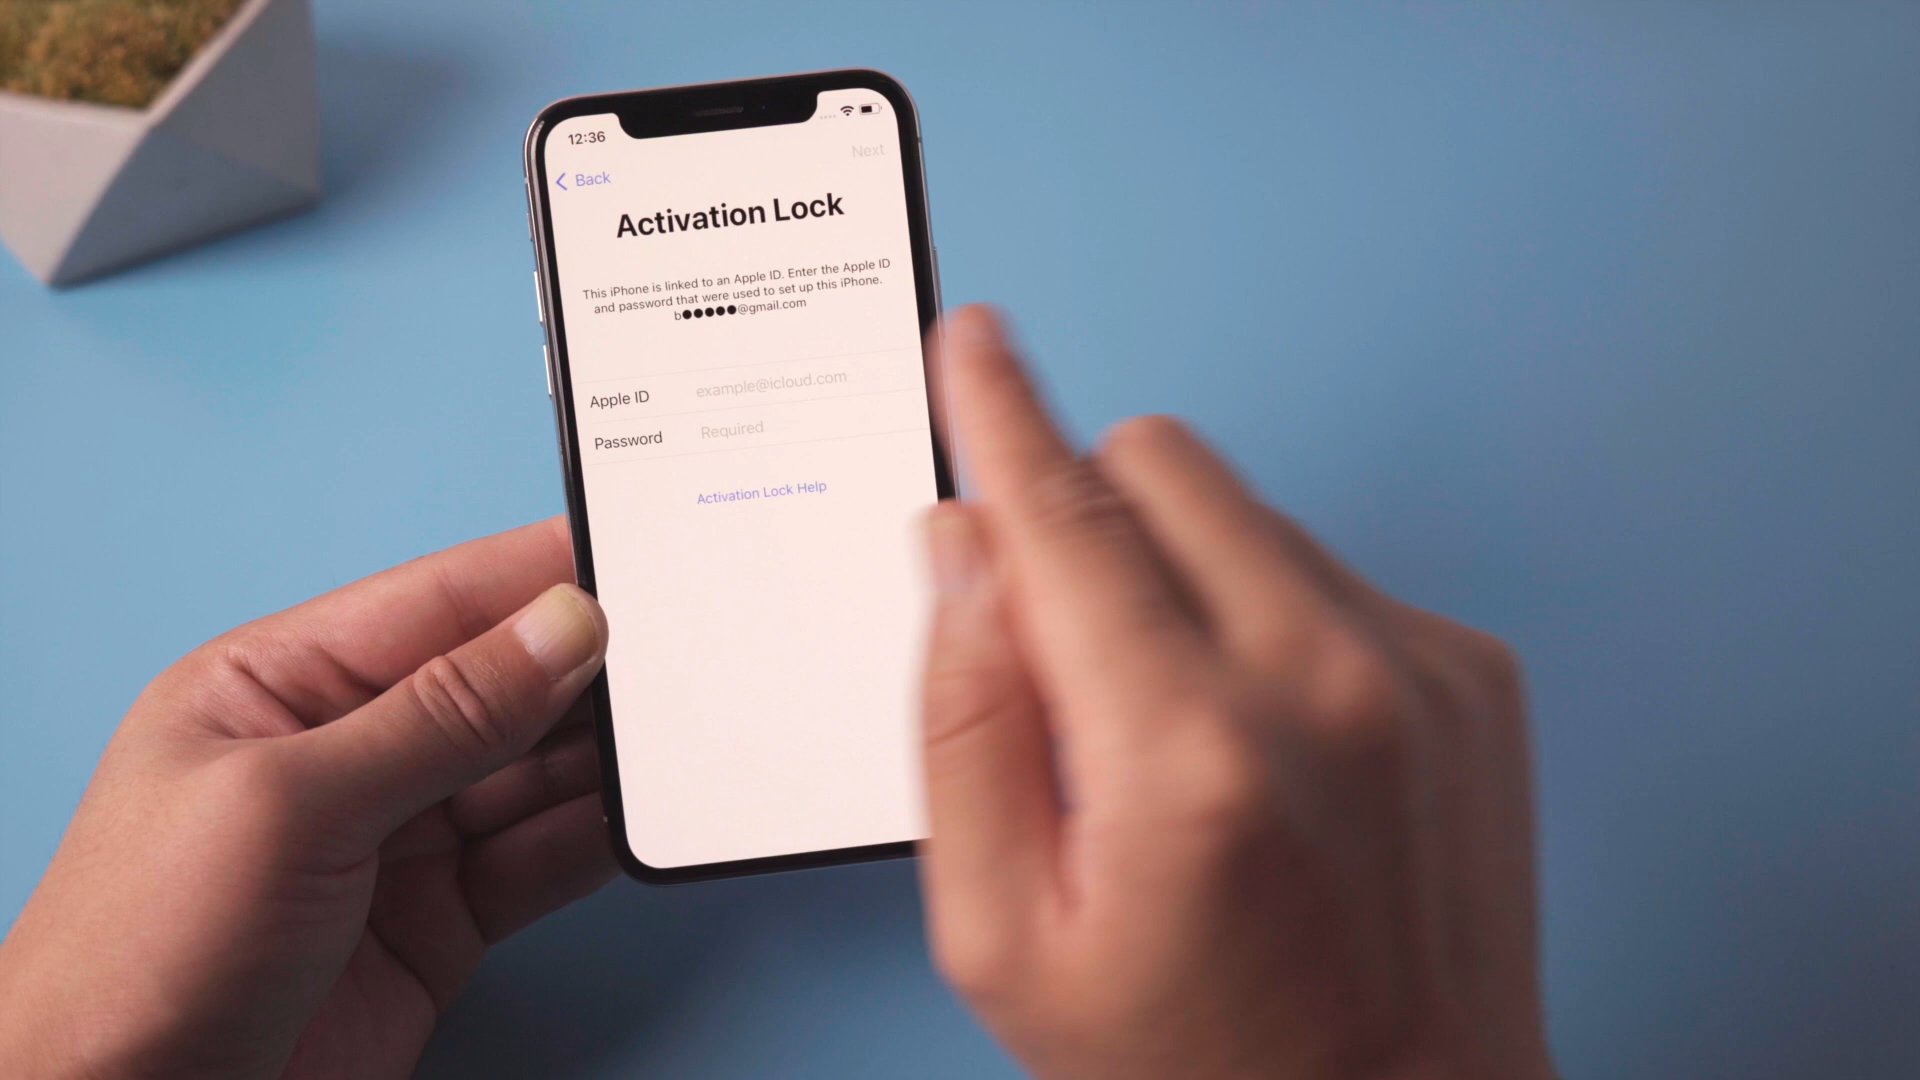 12:36
Next
Back
Activation Lock
This iPhone is linked to an Apple ID. Enter the Apple ID
and password that were used to set up this iPhone.
b●●●●●@gmail.com
Apple ID example@icloud.com
Password Required
Activation Lock Help